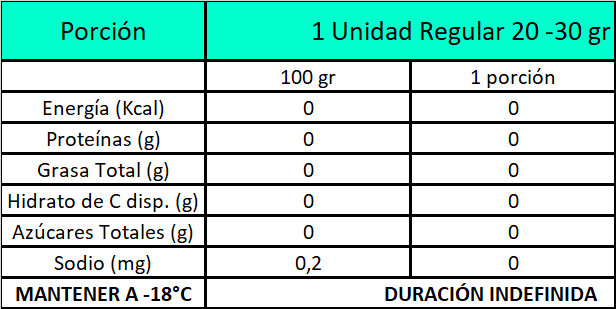 Porción 1 Unidad Regular 20 -30 gr
100 gr 1 porción
Energía (Kcal) 0 0
Proteínas (g) 0 0
Grasa Total (g) 0 0
Hidrato de C disp. (g) 0 0
Azúcares Totales (g) 0 0
Sodio (mg) 0,2 0
MANTENER A -18°C DURACIÓN INDEFINIDA